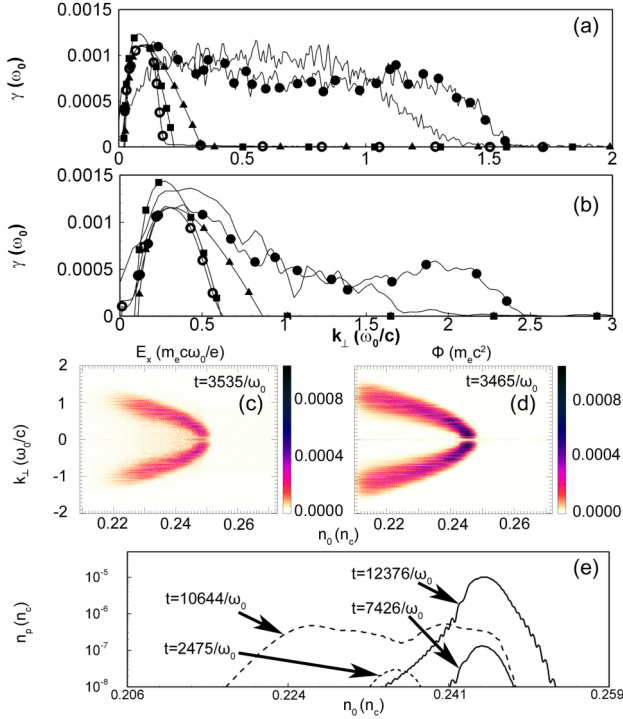 (a)
γ (ω₀)
0.0015
0.001
0.0005
0
0 0.5 1 1.5 2
(b)
γ (ω₀)
0.0015
0.001
0.0005
0
0 0.5 1 1.5 2 2.5 3
k⊥ (ω₀/c)
Eₓ (mₑcω₀/e)
Φ (mₑc²)
t=3535/ω₀
(c)
t=3465/ω₀
(d)
k⊥ (ω₀/c)
2
1
0
-1
-2
0.0008
0.0004
0.0000
0.0008
0.0004
0.0000
0.22 0.24 0.26
0.22 0.24 0.26
n₀ (n_c)
(e)
nₚ (n_c)
10⁻⁵
10⁻⁶
10⁻⁷
10⁻⁸
t=10644/ω₀
t=2475/ω₀
t=12376/ω₀
t=7426/ω₀
0.206 0.224 0.241 0.259
n₀ (n_c)